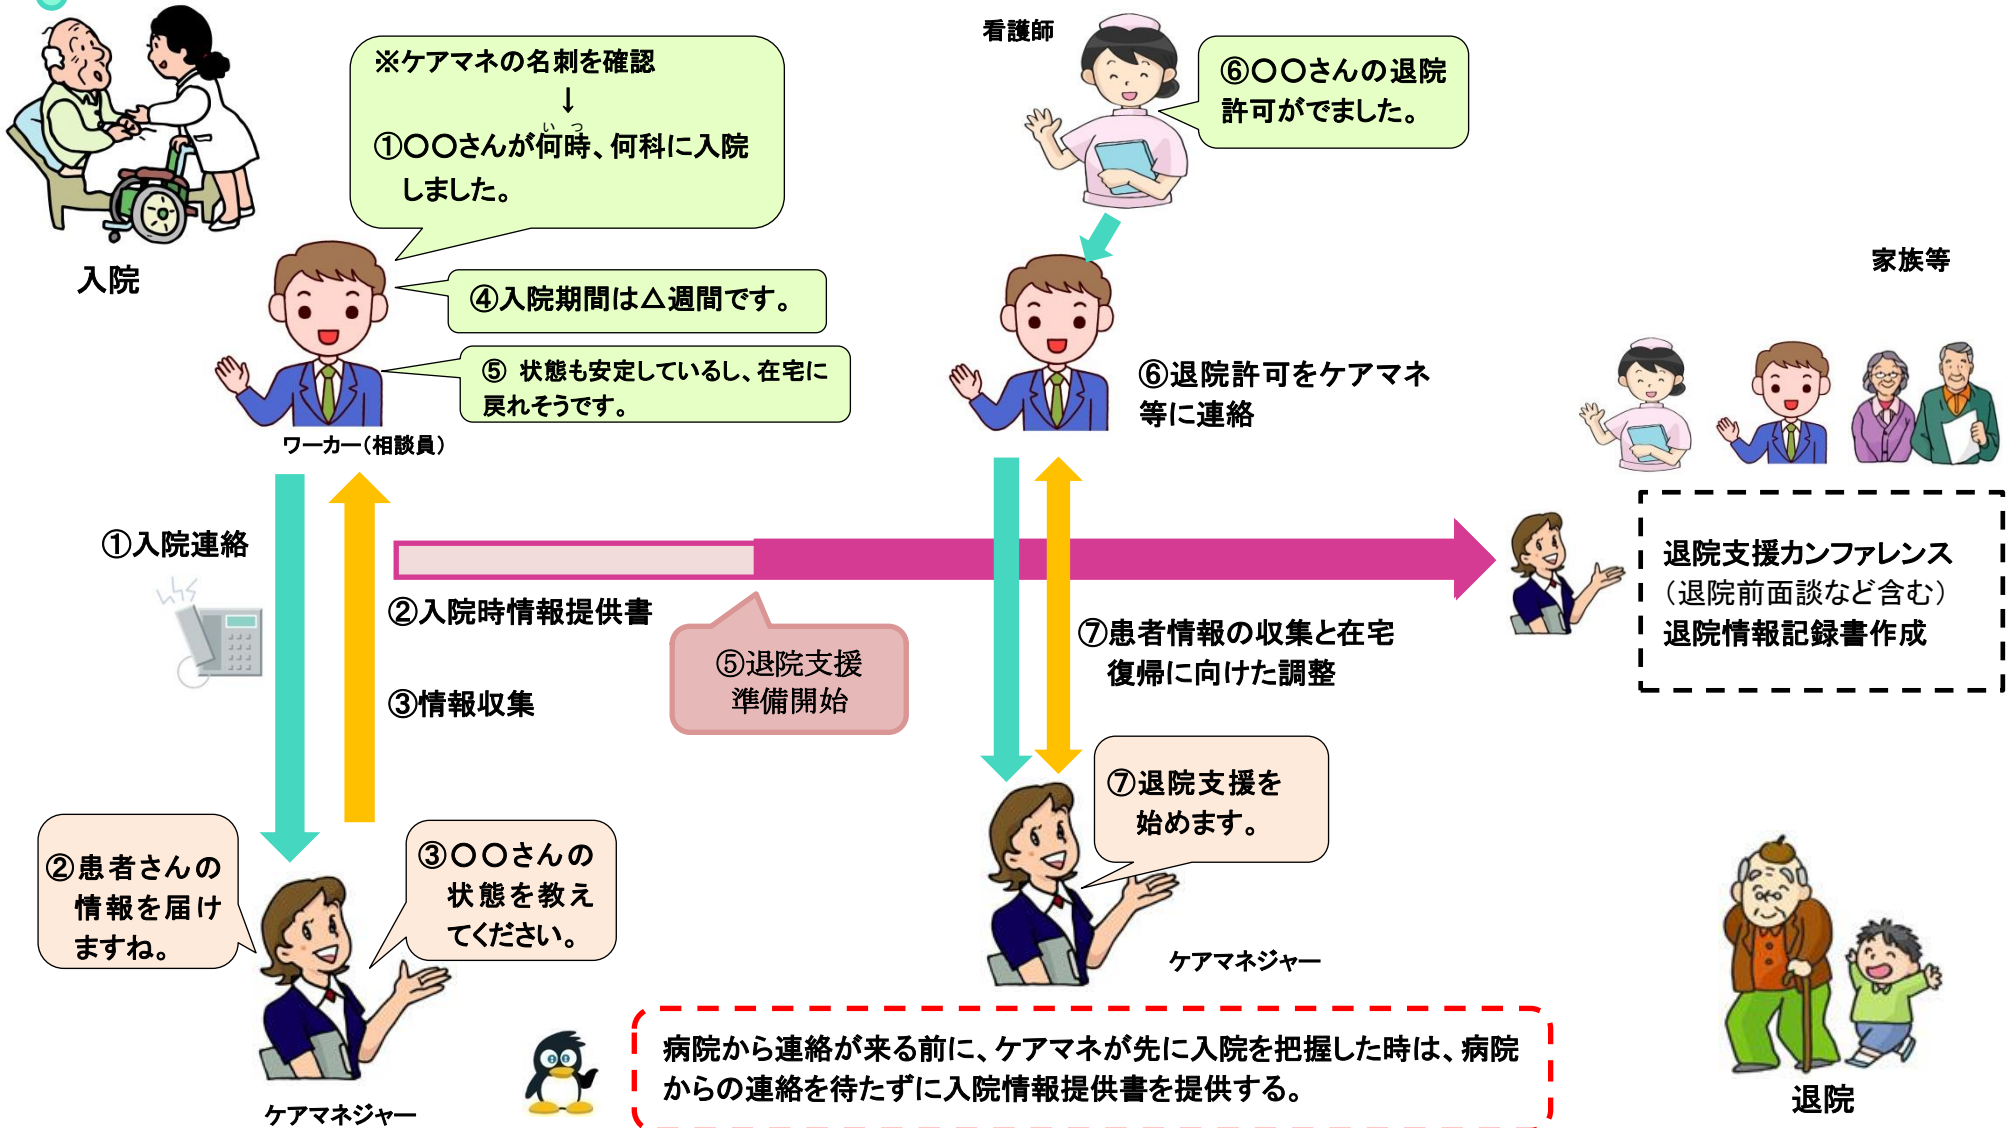 ※ケアマネの名刺を確認
↓
いつ
①〇〇さんが何時、何科に入院
しました。
入院
④入院期間は△週間です。
⑤ 状態も安定しているし、在宅に
戻れそうです。
ワーカー（相談員）
①入院連絡
②入院時情報提供書
③情報収集
②患者さんの
情報を届け
ますね。
③〇〇さんの
状態を教え
てください。
ケアマネジャー
⑤退院支援
準備開始
看護師
⑥〇〇さんの退院
許可がでました。
⑥退院許可をケアマネ
等に連絡
⑦患者情報の収集と在宅
復帰に向けた調整
⑦退院支援を
始めます。
ケアマネジャー
家族等
退院支援カンファレンス
（退院前面談など含む）
退院情報記録書作成
病院から連絡が来る前に、ケアマネが先に入院を把握した時は、病院
からの連絡を待たずに入院情報提供書を提供する。
退院